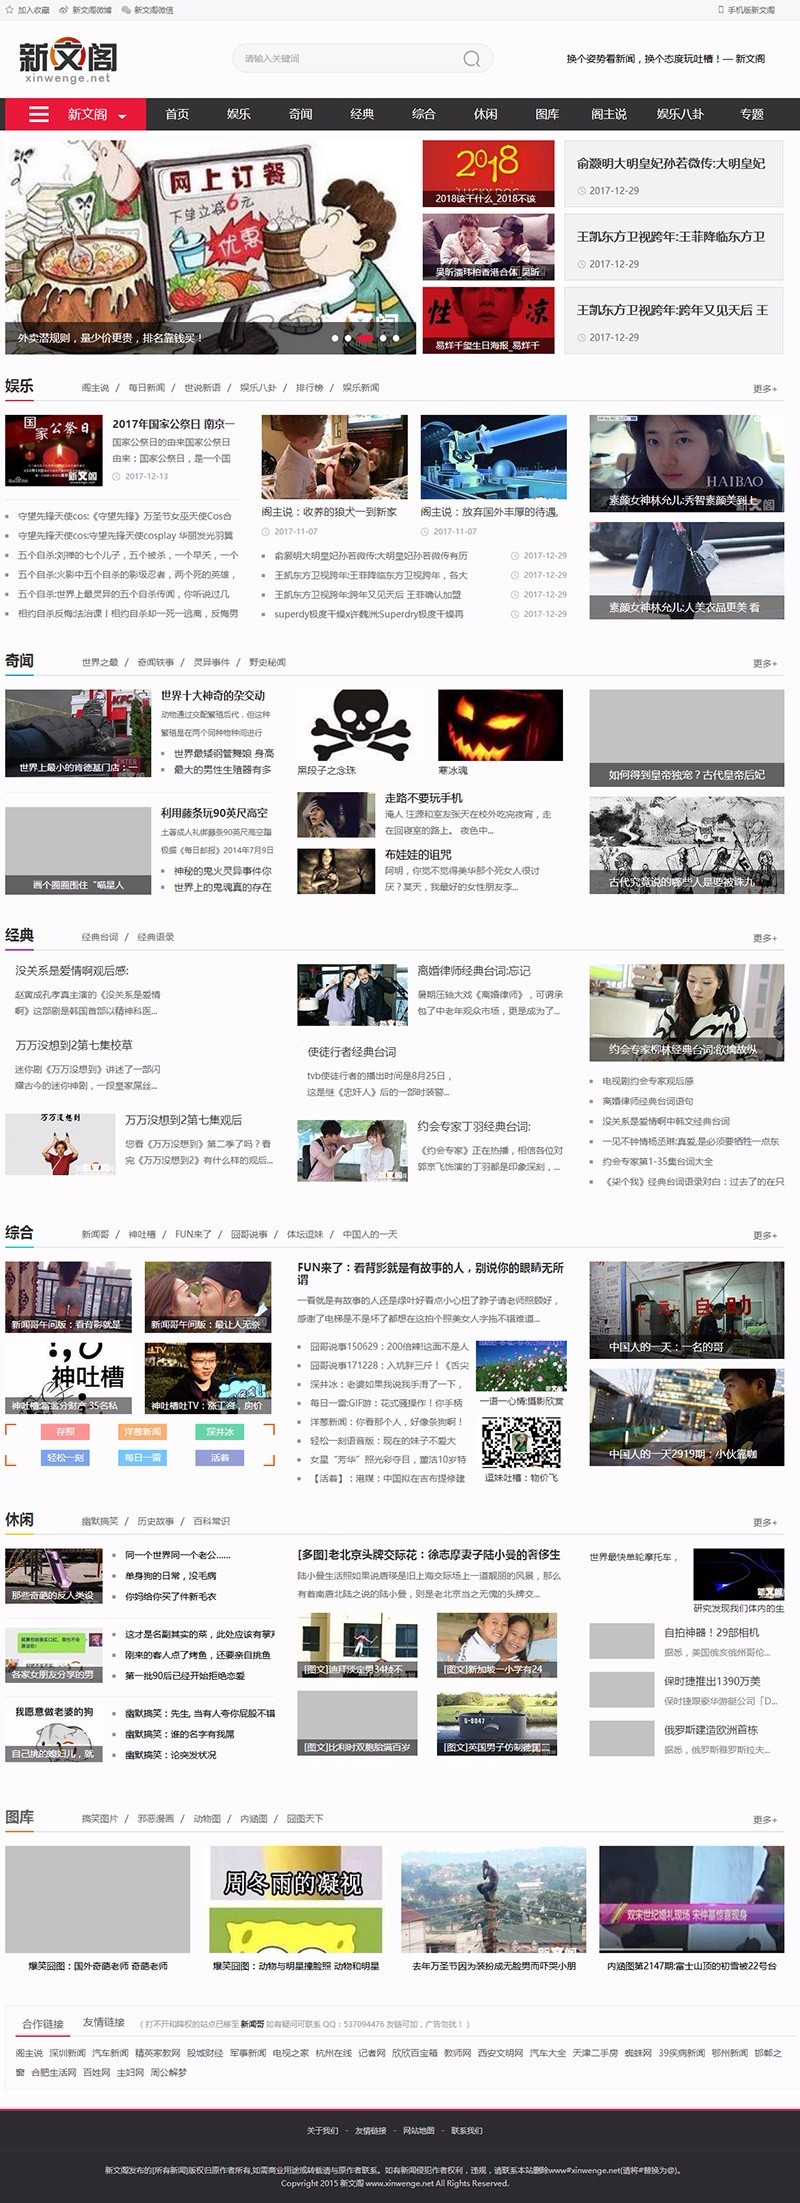 加入收藏 新文阁微博 新文阁微信 手机版新文阁
新文阁
xinwenge.net
请输入关键词
换个姿势看新闻，换个态度玩吐槽！— 新文阁
新文阁 首页 娱乐 奇闻 经典 综合 休闲 图库 阁主说 娱乐八卦 专题
网上订餐
下单立减6元
优惠
外卖潜规则，量少价更贵，排名靠钱买！
2018
2018该干什么_2018不该
吴昕潘玮柏香港合体_吴昕
易烊千玺生日海报_易烊千
俞灏明大明皇妃孙若微传:大明皇妃
2017-12-29
王凯东方卫视跨年:王菲降临东方卫
2017-12-29
王凯东方卫视跨年:跨年又见天后 王
2017-12-29
娱乐 阁主说 / 每日新闻 / 世说新语 / 娱乐八卦 / 排行榜 / 娱乐新闻 更多+
国家公祭日
2017年国家公祭日 南京一
国家公祭日的由来国家公祭日
由来：国家公祭日，是一个国
2017-12-13
守望先锋天使cos:《守望先锋》万圣节女巫天使Cos合
守望先锋天使cos:守望先锋天使cosplay 华丽发光羽翼
五个自杀:刘禅的七个儿子，五个被杀，一个早夭，一个
五个自杀:火影中五个自杀的影级忍者，两个死的英雄，
五个自杀:世界上最灵异的五个自杀传闻，你听说过几
相约自杀反悔:法治课丨相约自杀却一死一逃离，反悔男
阁主说：收养的狼犬一到新家
2017-11-07
阁主说：放弃国外丰厚的待遇,
2017-11-07
俞灏明大明皇妃孙若微传:大明皇妃孙若微传有历 2017-12-29
王凯东方卫视跨年:王菲降临东方卫视跨年，各大 2017-12-29
王凯东方卫视跨年:跨年又见天后 王菲确认加盟 2017-12-29
superdy极度干燥x许魏洲:Superdry极度干燥再 2017-12-29
HAIBAO
素颜女神林允儿:秀智素颜美到上
素颜女神林允儿:人美衣品更美 看
奇闻 世界之最 / 奇闻轶事 / 灵异事件 / 野史秘闻 更多+
世界上最小的肯德基门店：一
世界十大神奇的杂交动
动物通过交配繁殖后代，但这种
繁殖是在两个同种物种间进行
世界最矮钢管舞娘 身高
最大的男性生殖器有多
画个圈圈围住“喵星人
利用藤条玩90英尺高空
土著成人礼绑藤条90英尺高空蹦
极据《每日邮报》2014年7月9日
神秘的鬼火灵异事件你
世界上的鬼魂真的存在
黑段子之念珠
寒冰魂
走路不要玩手机
淹人 汪源和室友张天在校外吃完夜宵，走
在回寝室的路上。 夜色中...
布娃娃的诅咒
阿明，你觉不觉得美华那个死女人很讨
厌？某天，我最好的女性朋友李...
如何得到皇帝独宠？古代皇帝后妃
古代究竟说的哪些人是要被诛九
经典 经典台词 / 经典语录 更多+
没关系是爱情啊观后感:
赵寅成孔孝真主演的《没关系是爱情
啊》这部剧是韩国首部以精神科医...
万万没想到2第七集校草
迷你剧《万万没想到》讲述了一部闪
耀古今的迷你神剧，一段皇家屌丝...
万万没想到
万万没想到2第七集观后
您看《万万没想到》第二季了吗？看
完《万万没想到2》有什么样的观后...
离婚律师经典台词:忘记
暑期压轴大戏《离婚律师》，可谓承
包了中老年观众市场，更是成为了...
使徒行者经典台词
tvb使徒行者的播出时间是8月25日，
这是继《忠奸人》后的一部时装警...
约会专家丁羽经典台词:
《约会专家》正在热播，相信各位对
郭京飞饰演的丁羽都是印象深刻，...
约会专家柳林经典台词:欲擒故纵
电视剧约会专家观后感
离婚律师经典台词语句
没关系是爱情啊中韩文经典台词
一见不钟情杨丞琳:真爱,是必须要牺牲一点东
约会专家第1-35集台词大全
《柒个我》经典台词语录对白：过去了的在只
综合 新闻哥 / 神吐槽 / FUN来了 / 囧哥说事 / 体坛逗妹 / 中国人的一天 更多+
新闻哥午间版：看背影就是
新闻哥午间版：最让人无奈
神吐槽
神吐槽:富翁分财产 35名私
神吐槽吐TV：涨工资，房价
存照 洋葱新闻 深井冰
轻松一刻 每日一雷 活着
FUN来了：看背影就是有故事的人，别说你的眼睛无所
谓
一看就是有故事的人还是绿叶好看点小心扭了脖子请老师照顾好，
感谢了电梯是不是坏了都想在这拍个照美女人字拖不错难道...
囧哥说事150629：200倍辣!这面不是人
囧哥说事171228：入坑胖三斤！《舌尖
深井冰：老婆如果我说我手滑了一下，
每日一雷:GIF游：花式骚操作！你手柄
洋葱新闻：你看那个人，好像条狗啊！
轻松一刻语音版：现在的妹子不爱大
女星“芳华”照光彩夺目，董洁10岁特
【活着】：港媒：中国拟在吉布提修建
一语一心情:摄影欣赏
逗妹吐槽：物价飞
自助
中国人的一天：一名的哥
中国人的一天2919期：小伙靠咖
休闲 幽默搞笑 / 历史故事 / 百科常识 更多+
那些奇葩的反人类设
同一个世界同一个老公......
单身狗的日常，没毛病
你妈给你买了件新毛衣
各家女朋友分享的男
这才是名副其实的菜，此处应该有掌声
刚来的客人点了烤鱼，还要亲自挑鱼
第一批90后已经开始拒绝恋爱
我愿意做老婆的狗
自己挑的媳妇儿，就
幽默搞笑：先生, 当有人夸你屁股不错
幽默搞笑：谁的名字有我屌
幽默搞笑：论突发状况
[多图]老北京头牌交际花：徐志摩妻子陆小曼的奢侈生
陆小曼生活照如果说唐瑛是旧上海交际场上一道靓丽的风景，那么
有着南唐北陆之说的陆小曼，则是老北京当之无愧的头牌交...
[图文]迪拜淡定男34枝不
[图文]新加坡一小学有24
[图文]比利时双胞胎满百岁
U-8047
[图文]英国男子仿制德国二
世界最快单轮摩托车，
研究发现我们体内的生
自拍神器！29部相机
据悉，美国俄亥俄州哥伦...
保时捷推出1390万美
保时捷跟豪华游艇公司「D...
俄罗斯建造欧洲首栋
据悉，俄罗斯雅罗斯拉夫...
图库 搞笑图片 / 邪恶漫画 / 动物图 / 内涵图 / 囧图天下 更多+
爆笑囧图：国外奇葩老师 奇葩老师
周冬雨的凝视
爆笑囧图：动物与明星撞脸照 动物和明星
去年万圣节因为装扮成无脸男而吓哭小朋
双宋世纪婚礼现场 宋仲基惊喜现身
内涵图第2147期:富士山顶的初雪被22号台
合作链接 友情链接 （ 打不开和降权的站点已移至 新闻哥 如有疑问可联系 QQ：537094476 友链可加，广告勿扰！ ）
阁主说 深圳新闻 汽车新闻 精英家教网 股城财经 军事新闻 电视之家 杭州在线 记者网 欣欣百宝箱 教师网 西安文明网 汽车大全 天津二手房 蜘蛛网 39疾病新闻 鄂州新闻 邯郸之
窗 合肥生活网 百姓网 主妇网 周公解梦
关于我们 - 友情链接 - 网站地图 - 联系我们
新文阁发布的[所有新闻]版权归原作者所有,如需商业用途或转载请与原作者联系。如有新闻侵犯作者权利，违规，请联系本站删除www#xinwenge.net(请将#替换为@)。
Copyright 2015 新文阁 www.xinwenge.net All Rights Reserved.